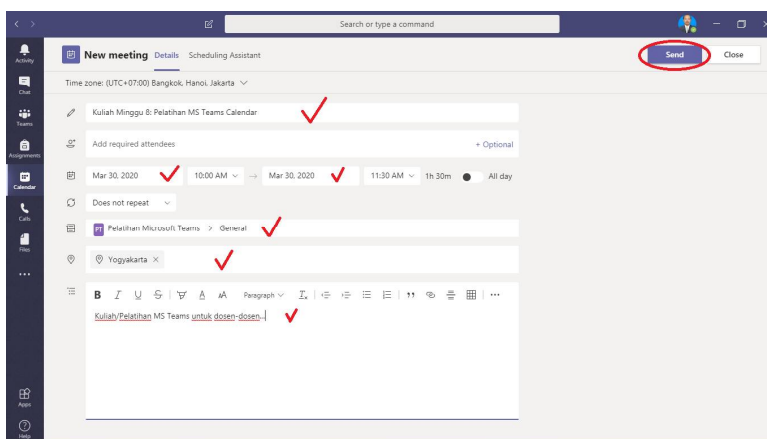 Search or type a command
Activity
Chat
Teams
Assignments
Calendar
Calls
Files
Apps
Help
New meeting Details Scheduling Assistant
Send Close
Time zone: (UTC+07:00) Bangkok, Hanoi, Jakarta
Kuliah Minggu 8: Pelatihan MS Teams Calendar
Add required attendees + Optional
Mar 30, 2020 10:00 AM → Mar 30, 2020 11:30 AM 1h 30m All day
Does not repeat
PT Pelatihan Microsoft Teams > General
Yogyakarta ×
B I U S A AA Paragraph
Kuliah/Pelatihan MS Teams untuk dosen-dosen...